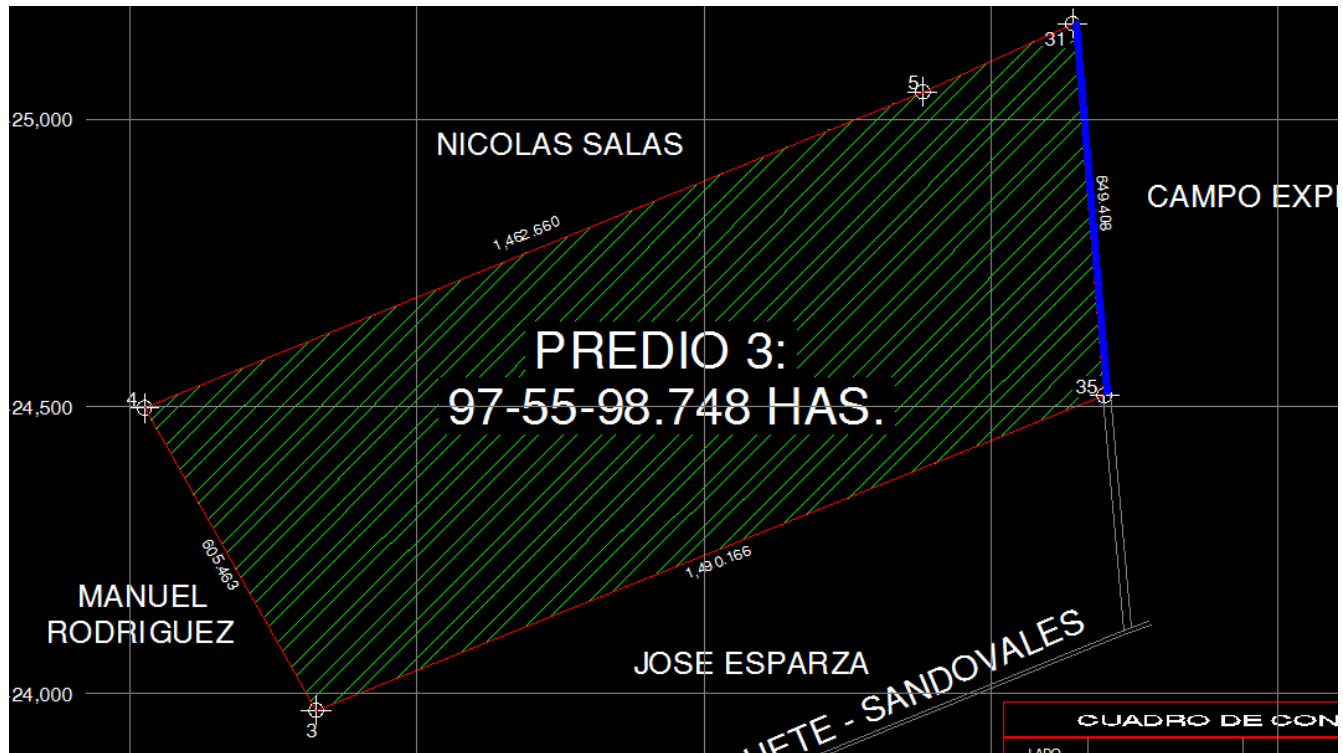 31
5
25,000
NICOLAS SALAS
649.408
CAMPO EXP
1,462.660
PREDIO 3:
97-55-98.748 HAS.
4
24,500
35
605.463
1,490.166
MANUEL
RODRIGUEZ
JOSE ESPARZA
HETE - SANDOVALES
24,000
3
CUADRO DE CON
LADO